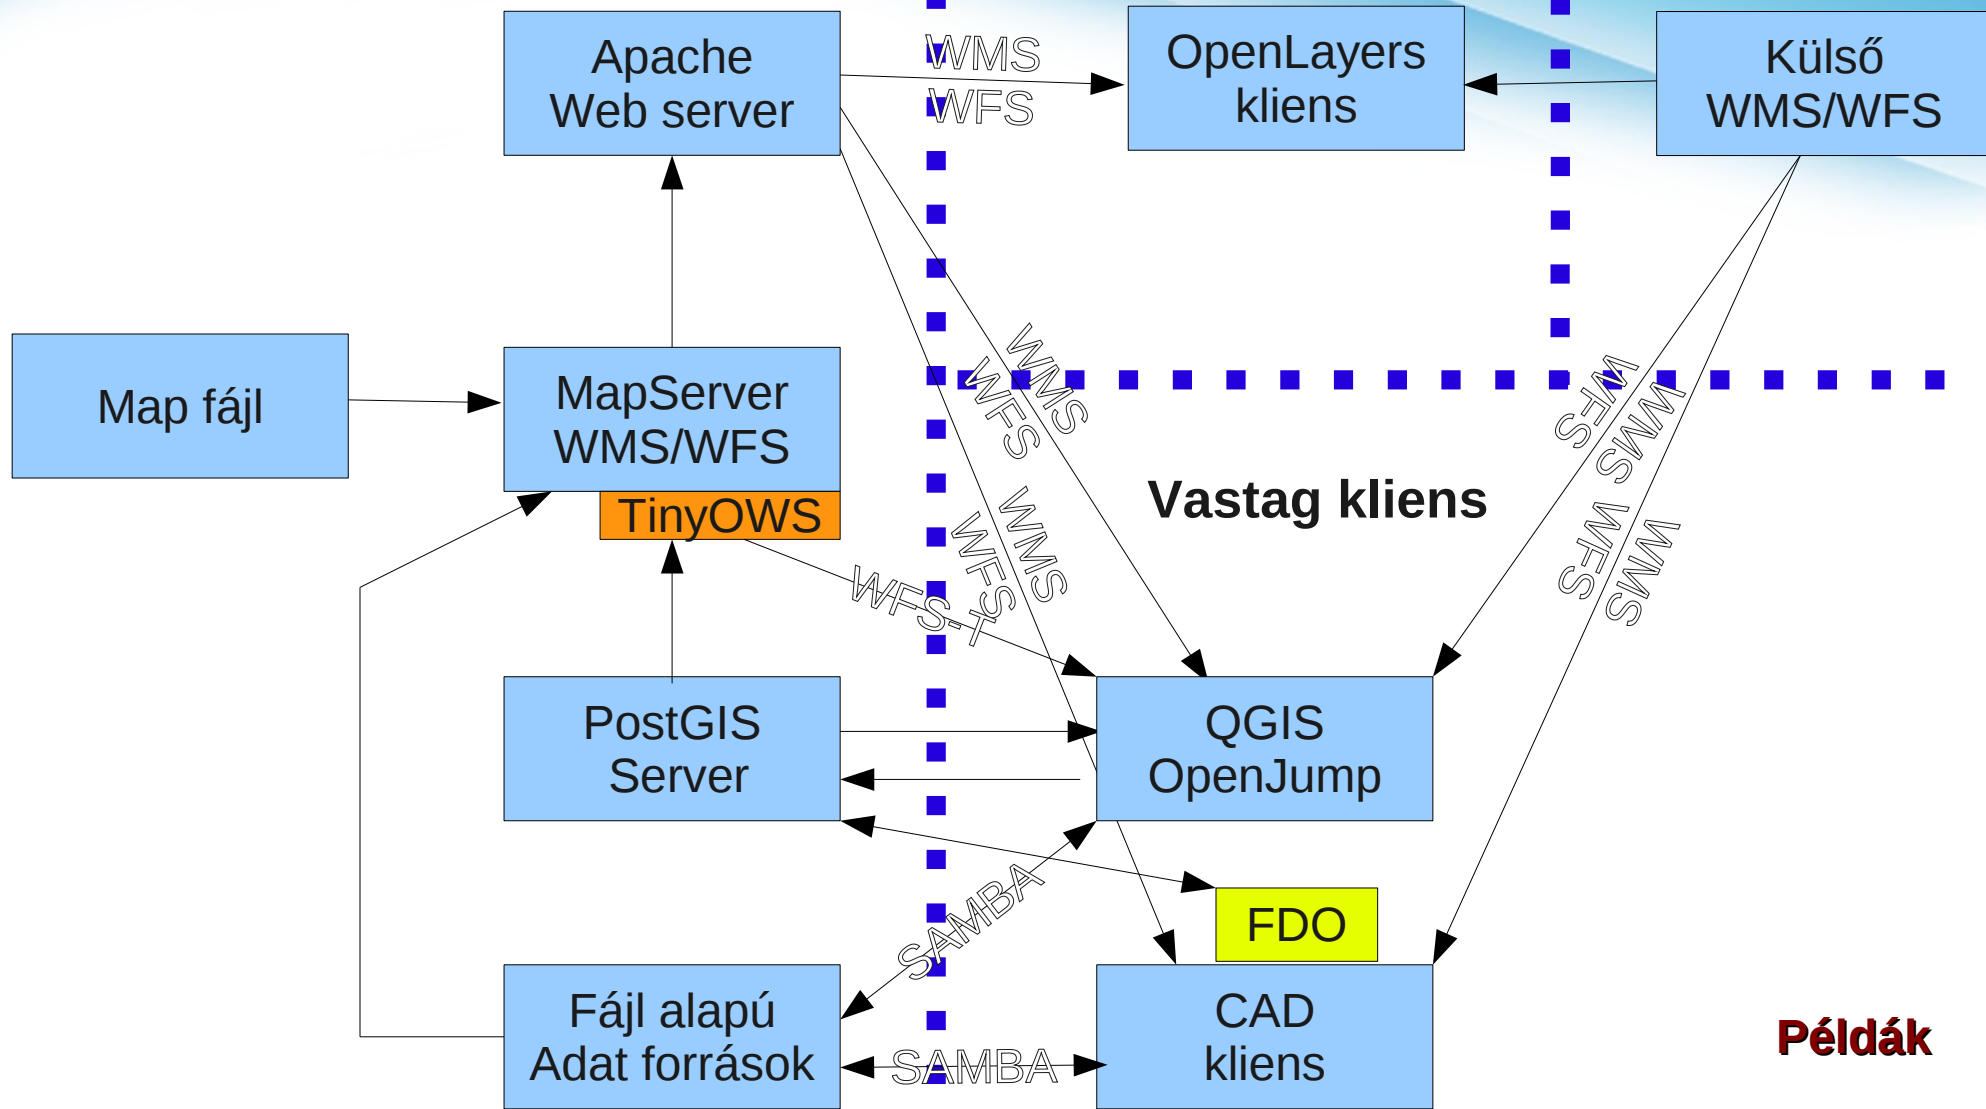 Apache
Web server
WMS
WFS
OpenLayers
kliens
Külső
WMS/WFS
Map fájl
MapServer
WMS/WFS
TinyOWS
WMS
WFS
WFS
WMS
Vastag kliens
WMS
WFS
WFS
WMS
WFS-T
PostGIS
Server
QGIS
OpenJump
SAMBA
FDO
Fájl alapú
Adat források
SAMBA
CAD
kliens
Példák